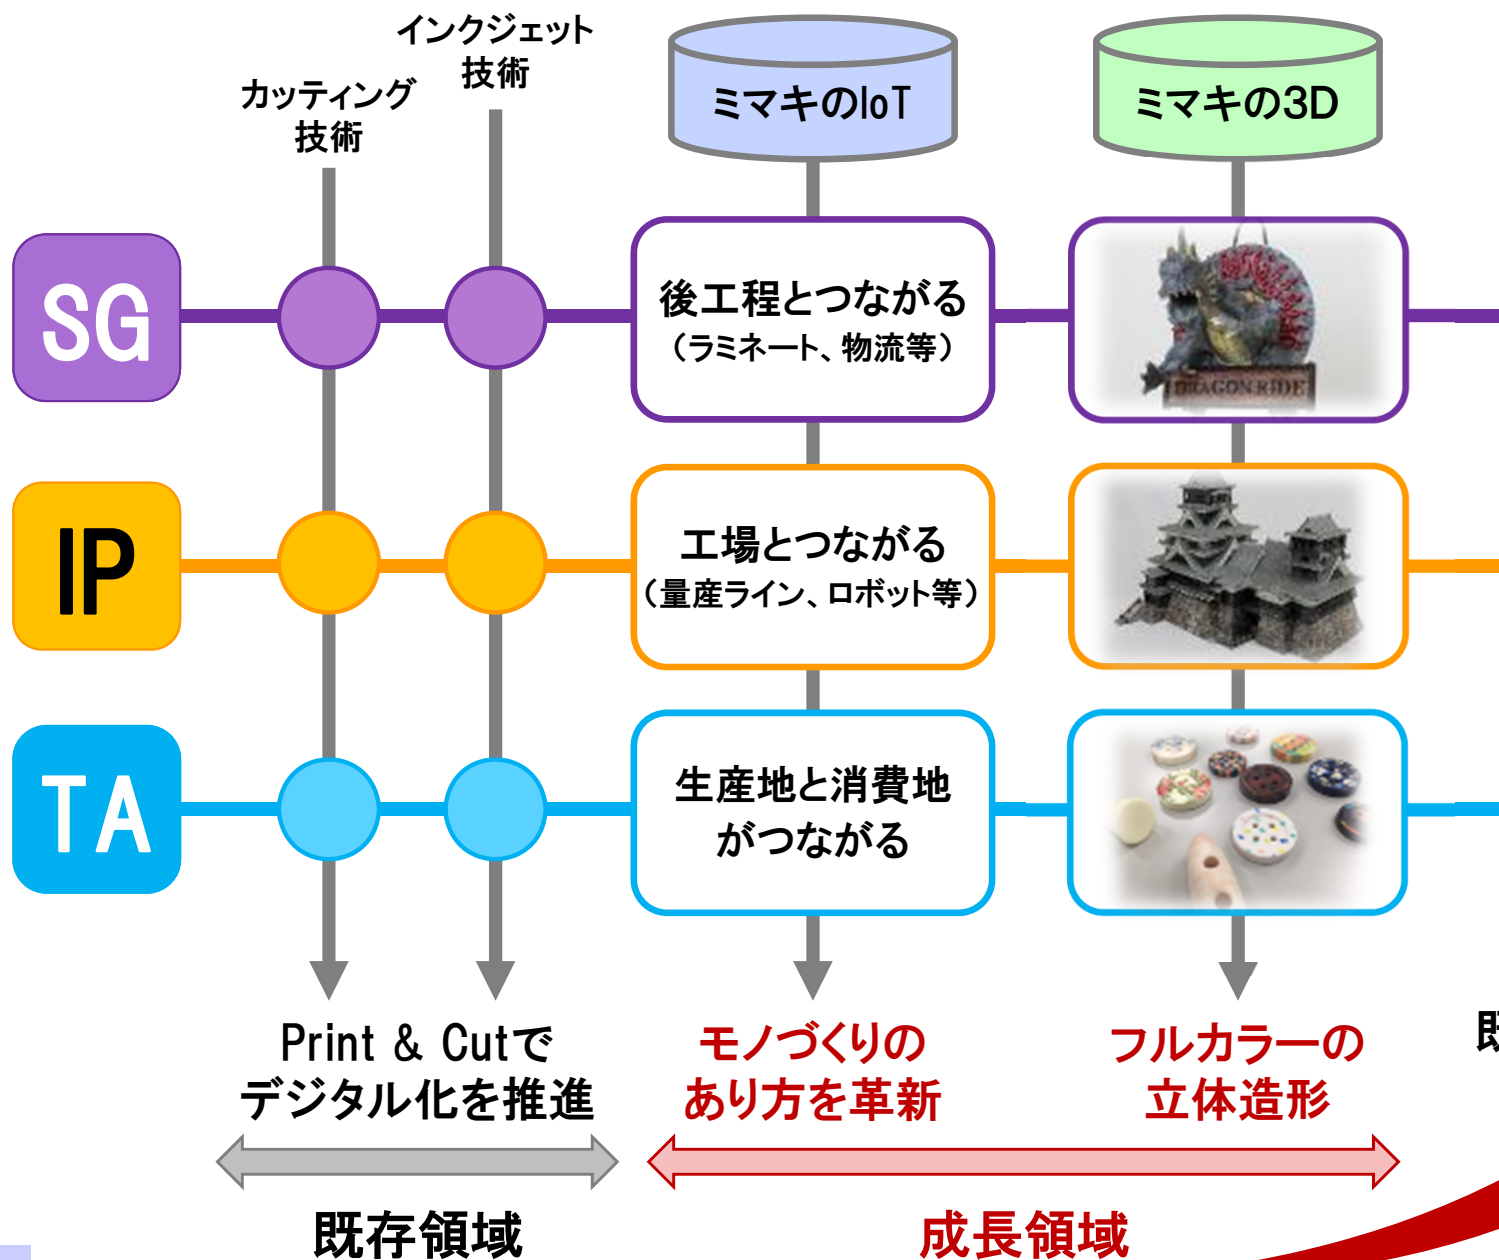 インクジェット
技術
カッティング
技術
ミマキのIoT
ミマキの3D
SG
後工程とつながる
（ラミネート、物流等）
DRAGON RIDE
IP
工場とつながる
（量産ライン、ロボット等）
TA
生産地と消費地
がつながる
Print & Cutで
デジタル化を推進
モノづくりの
あり方を革新
フルカラーの
立体造形
既存領域
成長領域